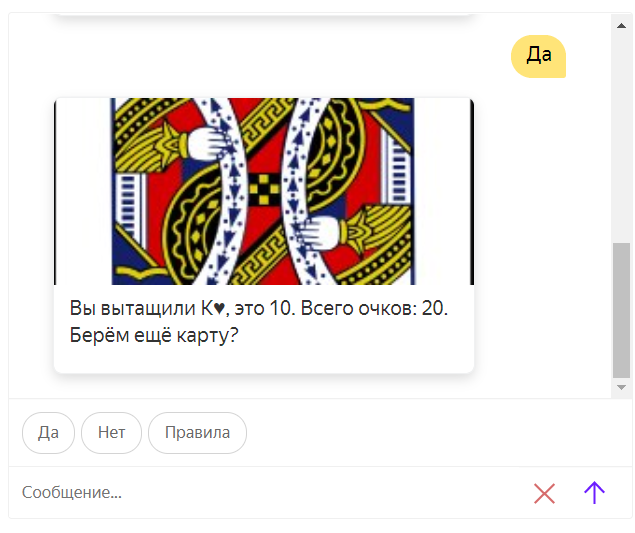 Да
Вы вытащили К♥, это 10. Всего очков: 20.
Берём ещё карту?
Да
Нет
Правила
Сообщение...